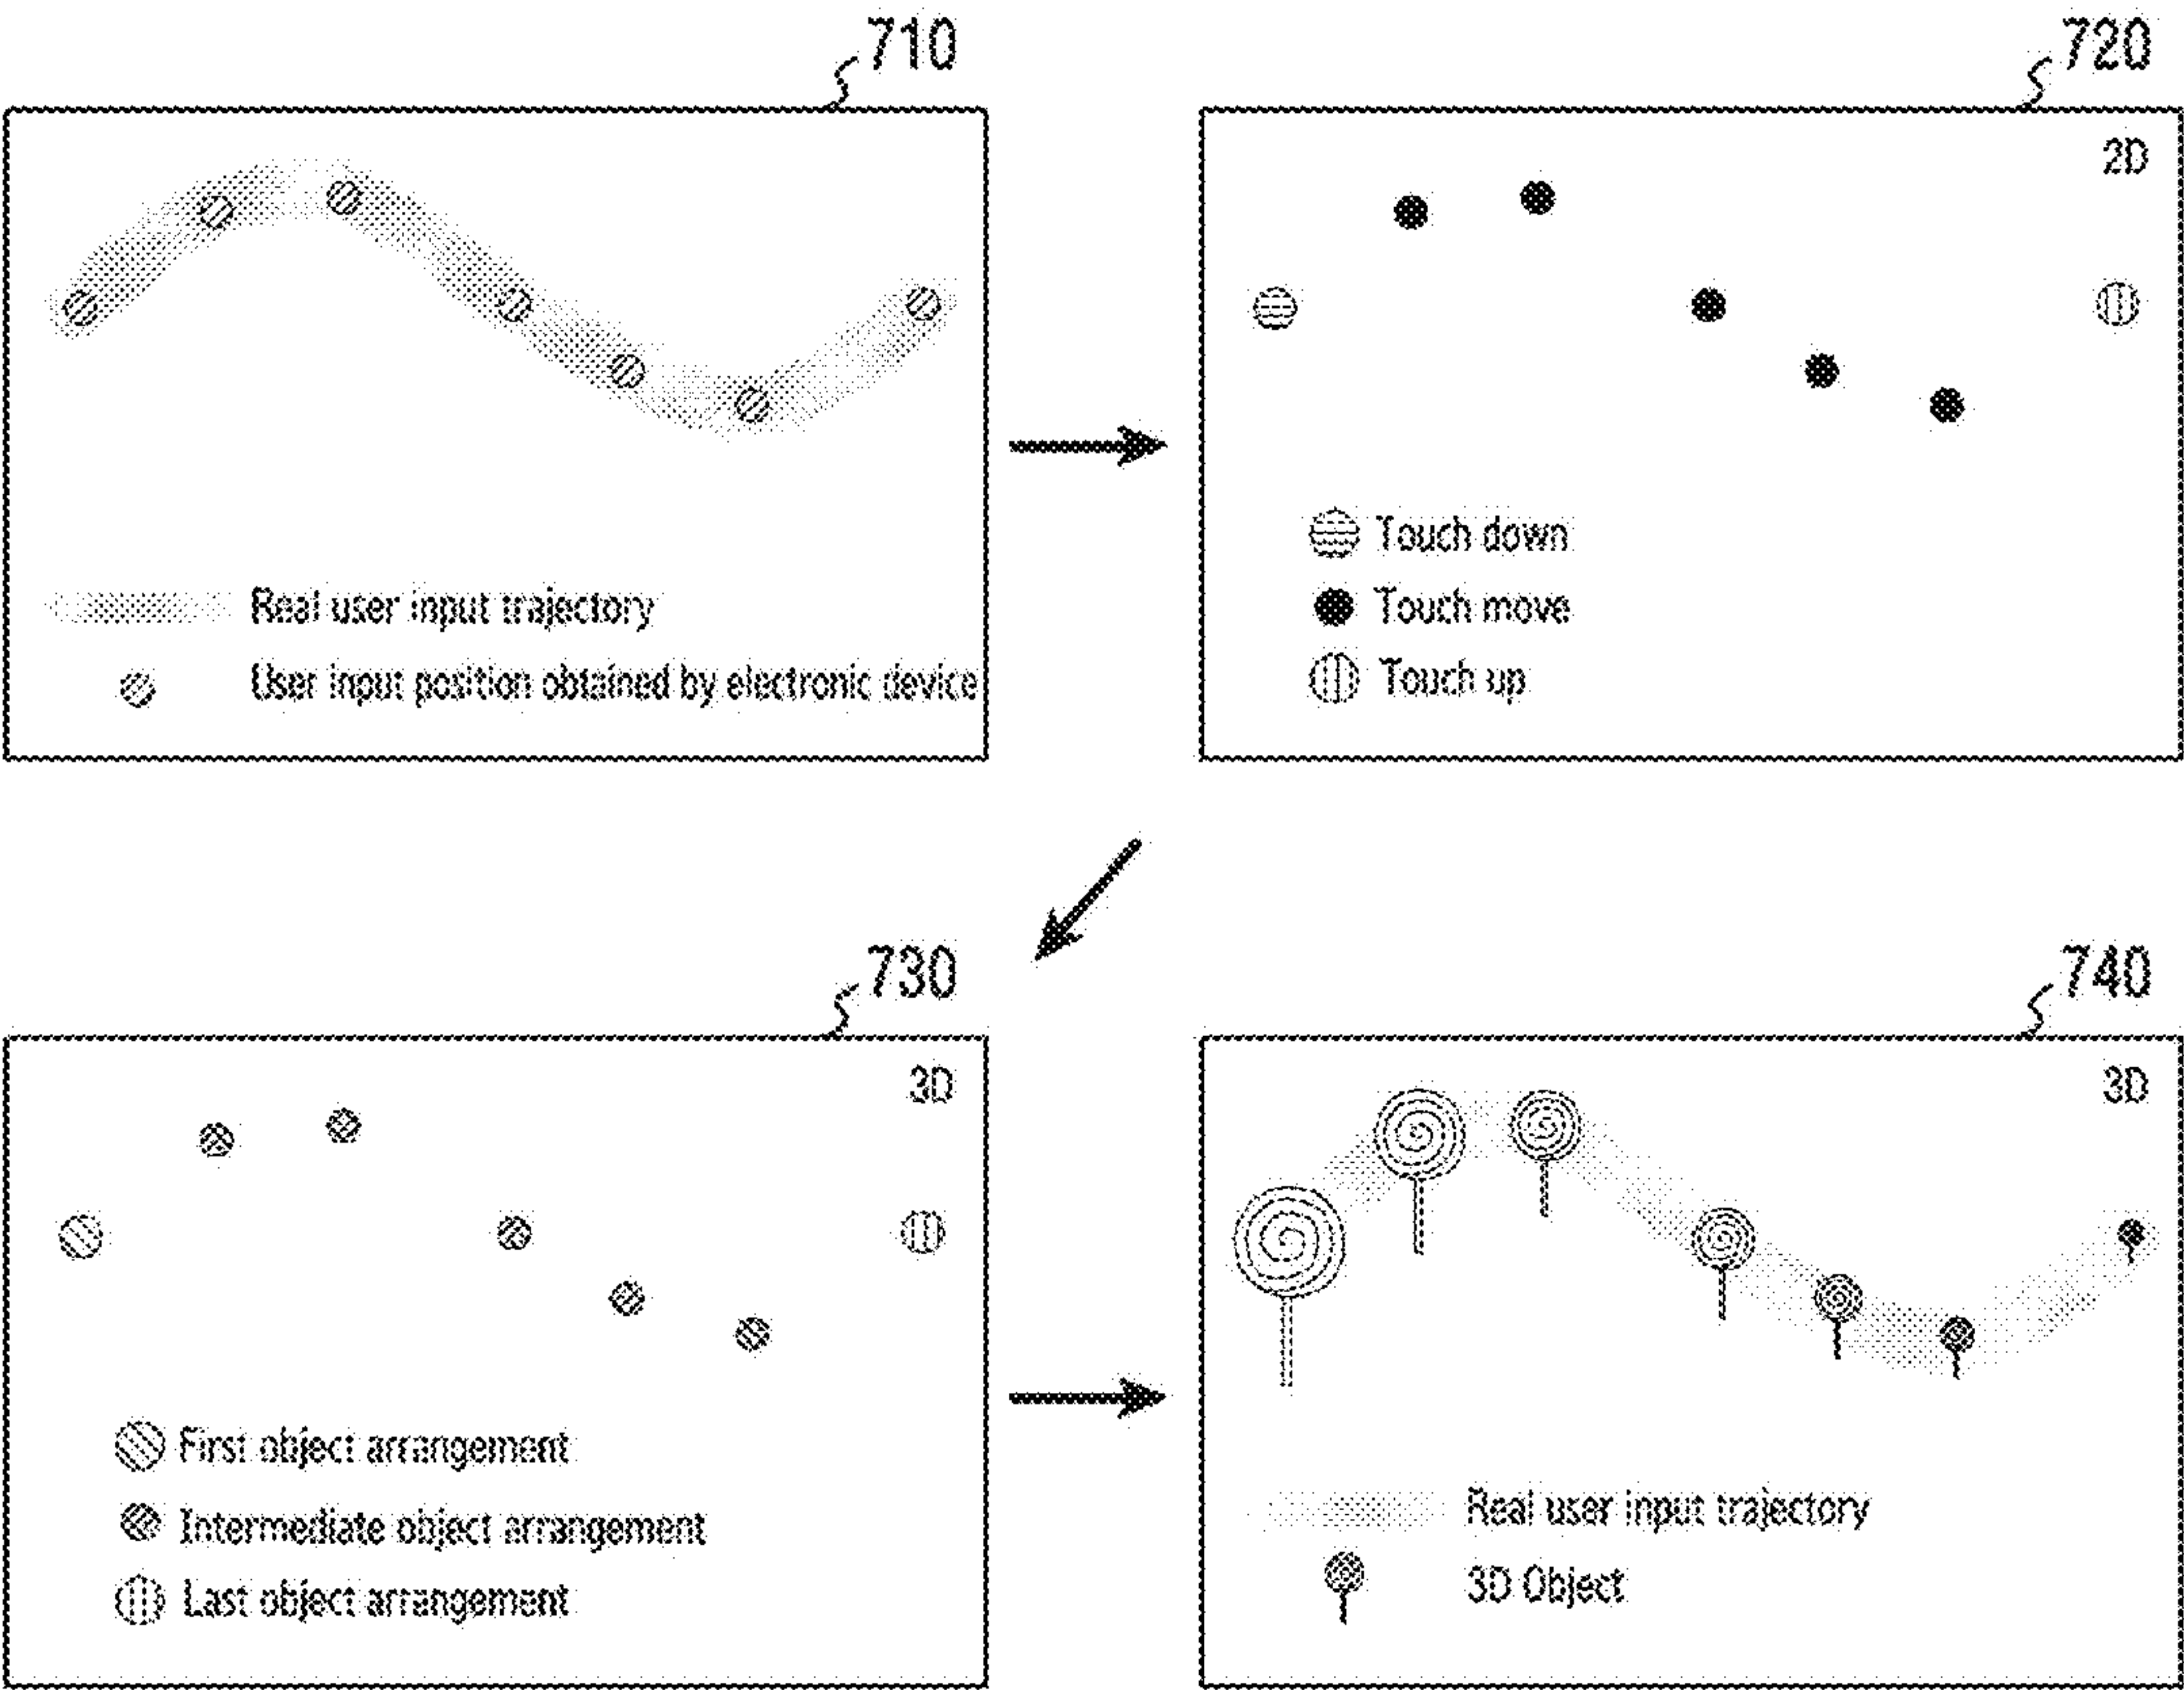 710
Real user input trajectory
User input position obtained by electronic device
720
2D
Touch down
Touch move
Touch up
730
3D
First object arrangement
Intermediate object arrangement
Last object arrangement
740
3D
Real user input trajectory
3D Object